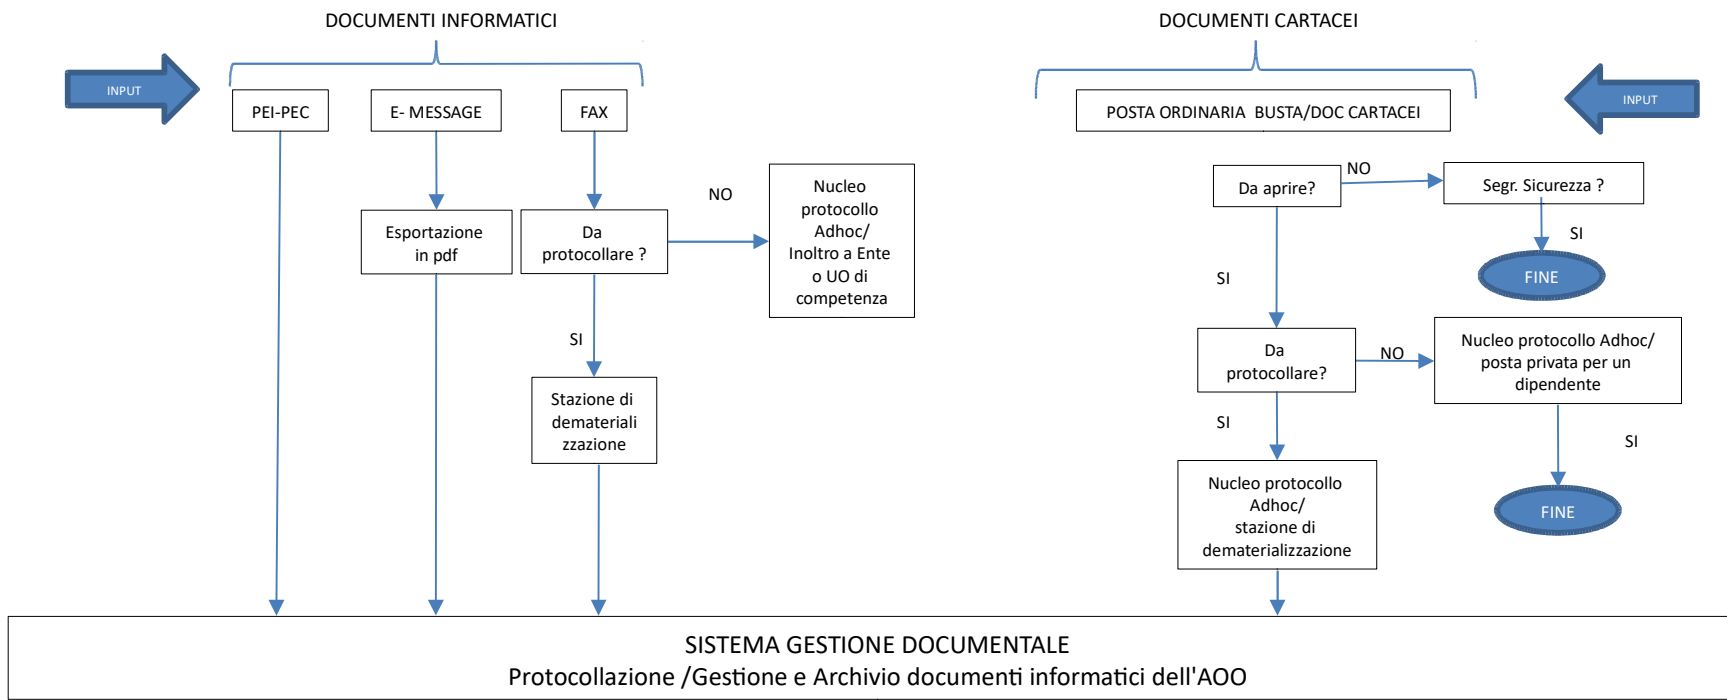 DOCUMENTI INFORMATICI
DOCUMENTI CARTACEI
INPUT
INPUT
PEI-PEC
E- MESSAGE
FAX
POSTA ORDINARIA  BUSTA/DOC CARTACEI
NO
Nucleo
protocollo
Adhoc/
Inoltro a Ente
o UO di
competenza
Da aprire?
NO
Segr. Sicurezza ?
SI
FINE
Esportazione
in pdf
Da
protocollare ?
SI
SI
Da
protocollare?
NO
Nucleo protocollo Adhoc/
posta privata per un
dipendente
Stazione di
demateriali
zzazione
SI
SI
Nucleo protocollo
Adhoc/
stazione di
dematerializzazione
FINE
SISTEMA GESTIONE DOCUMENTALE
Protocollazione /Gestione e Archivio documenti informatici dell'AOO